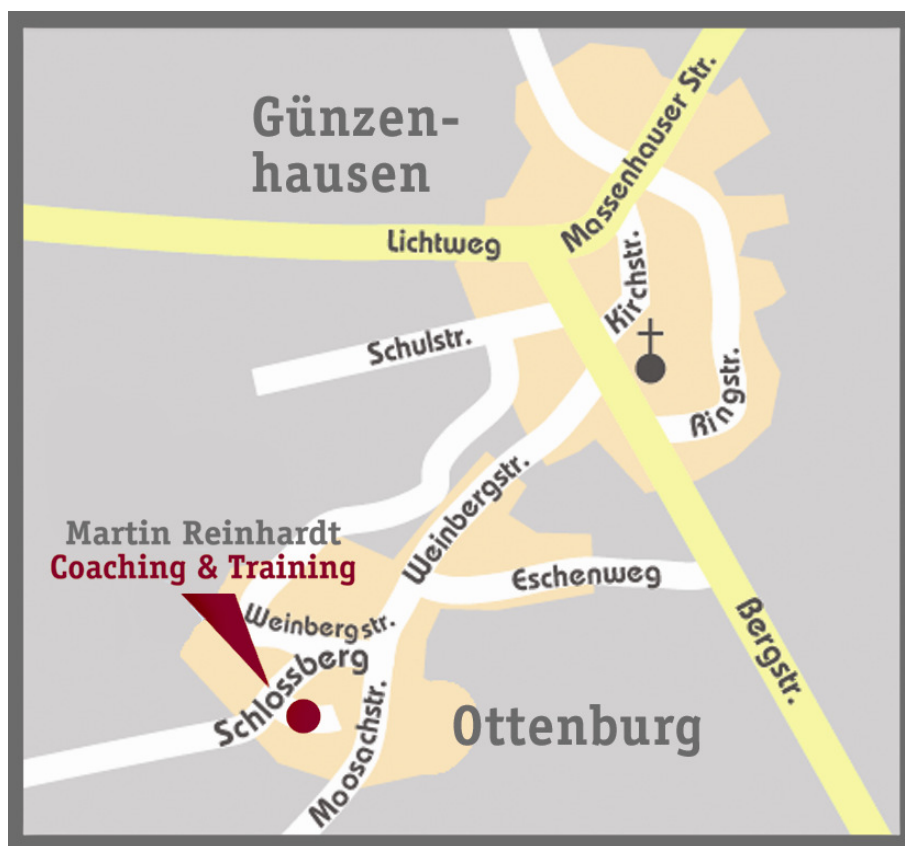 Günzen-
hausen
Massenhauser Str.
Lichtweg
Kirchstr.
Schulstr.
Ringstr.
Weinbergstr.
Martin Reinhardt
Coaching & Training
Eschenweg
Weinbergstr.
Bergstr.
Schlossberg
Ottenburg
Moosachstr.